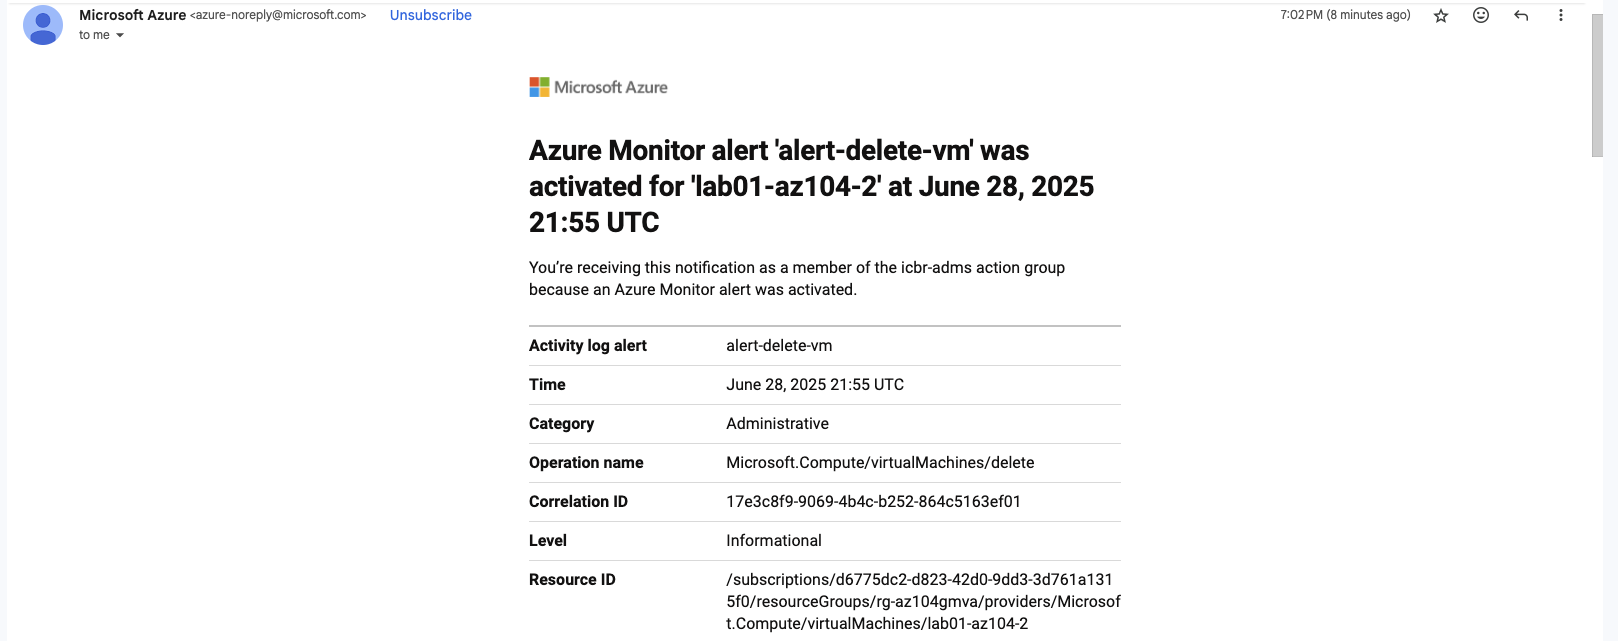 Microsoft Azure <azure-noreply@microsoft.com> Unsubscribe 7:02 PM (8 minutes ago)
to me
Microsoft Azure
Azure Monitor alert 'alert-delete-vm' was
activated for 'lab01-az104-2' at June 28, 2025
21:55 UTC
You’re receiving this notification as a member of the icbr-adms action group
because an Azure Monitor alert was activated.
Activity log alert alert-delete-vm
Time June 28, 2025 21:55 UTC
Category Administrative
Operation name Microsoft.Compute/virtualMachines/delete
Correlation ID 17e3c8f9-9069-4b4c-b252-864c5163ef01
Level Informational
Resource ID /subscriptions/d6775dc2-d823-42d0-9dd3-3d761a131
5f0/resourceGroups/rg-az104gmva/providers/Microsof
t.Compute/virtualMachines/lab01-az104-2